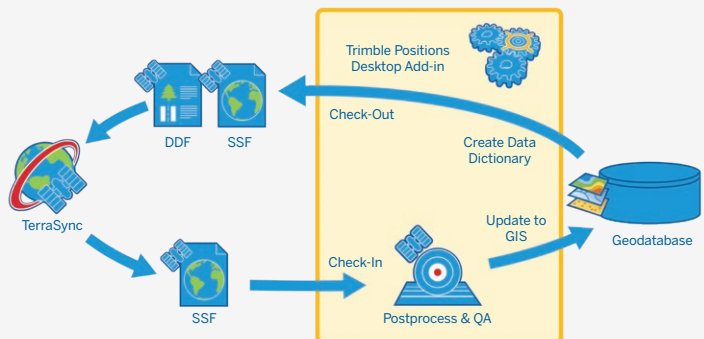 Trimble Positions
Desktop Add-in
Check-Out
Create Data
Dictionary
DDF
SSF
TerraSync
Geodatabase
Update to
GIS
Check-In
SSF
Postprocess & QA